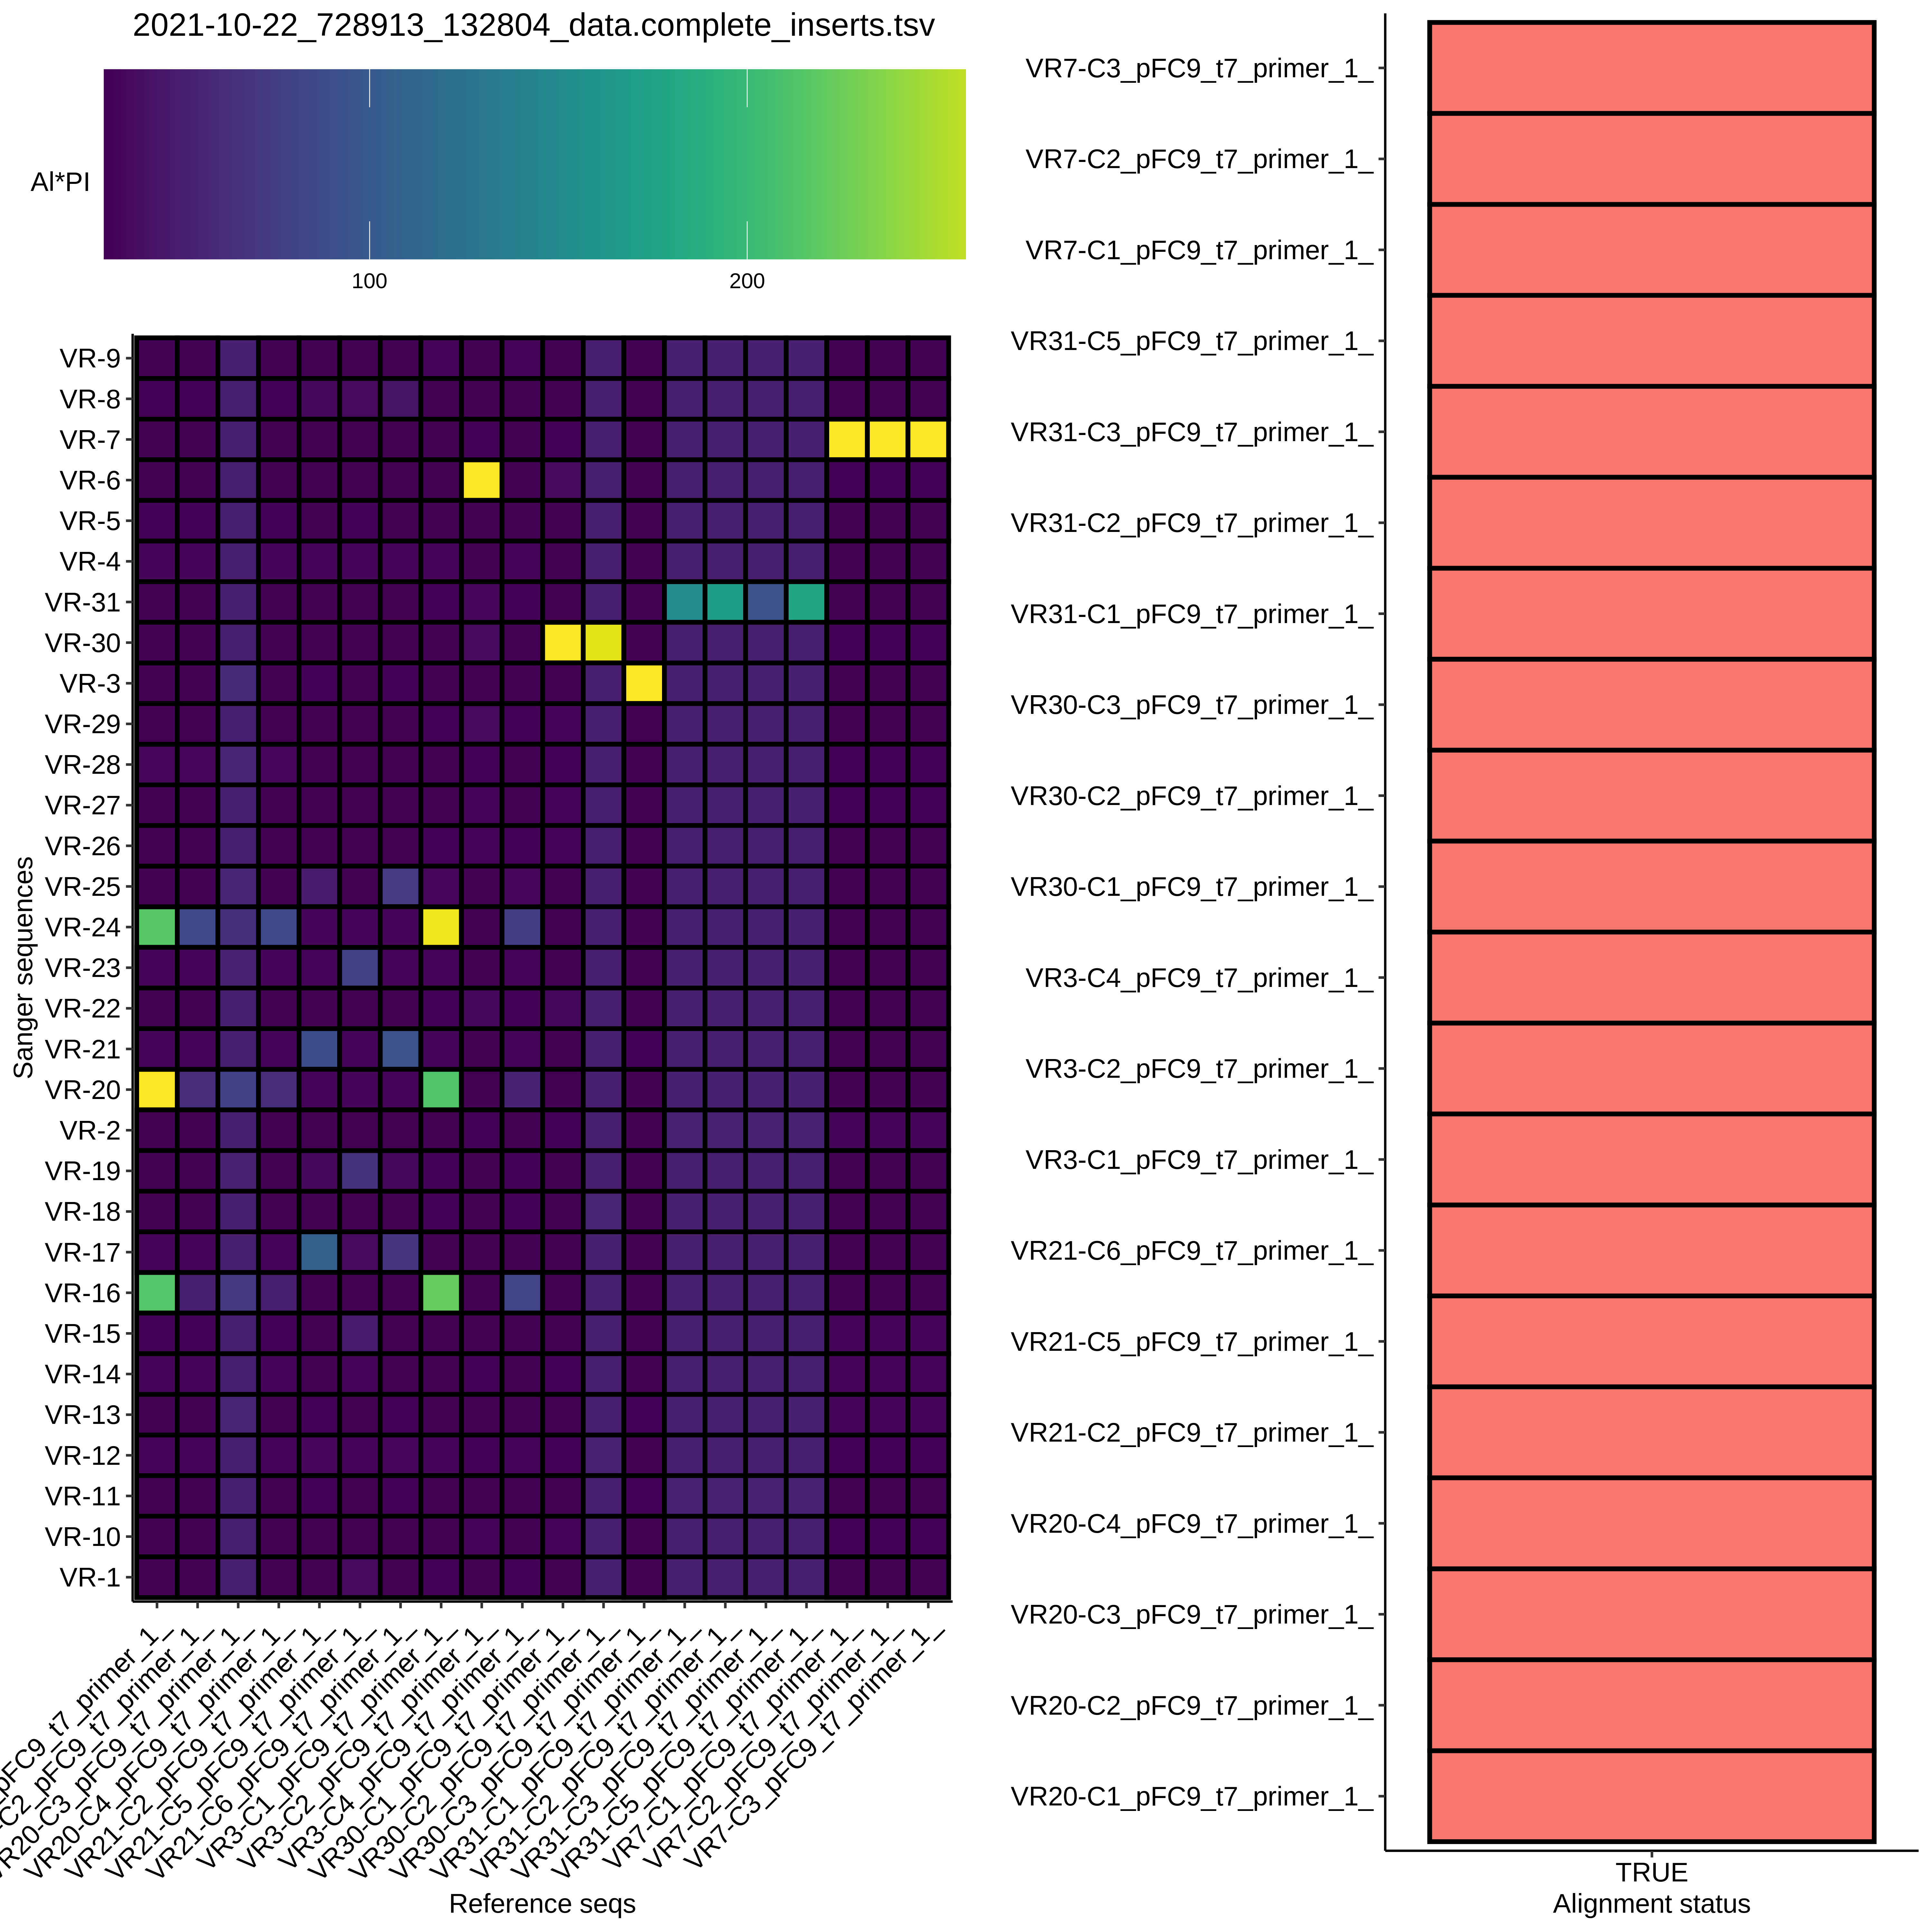 2021-10-22_728913_132804_data.complete_inserts.tsv
Al*PI
100
200
Sanger sequences
VR-9
VR-8
VR-7
VR-6
VR-5
VR-4
VR-31
VR-30
VR-3
VR-29
VR-28
VR-27
VR-26
VR-25
VR-24
VR-23
VR-22
VR-21
VR-20
VR-2
VR-19
VR-18
VR-17
VR-16
VR-15
VR-14
VR-13
VR-12
VR-11
VR-10
VR-1
pFC9_t7_primer_1_
C2_pFC9_t7_primer_1_
VR20-C3_pFC9_t7_primer_1_
VR20-C4_pFC9_t7_primer_1_
VR21-C2_pFC9_t7_primer_1_
VR21-C5_pFC9_t7_primer_1_
VR21-C6_pFC9_t7_primer_1_
VR3-C1_pFC9_t7_primer_1_
VR3-C2_pFC9_t7_primer_1_
VR3-C4_pFC9_t7_primer_1_
VR30-C1_pFC9_t7_primer_1_
VR30-C2_pFC9_t7_primer_1_
VR30-C3_pFC9_t7_primer_1_
VR31-C1_pFC9_t7_primer_1_
VR31-C2_pFC9_t7_primer_1_
VR31-C3_pFC9_t7_primer_1_
VR31-C5_pFC9_t7_primer_1_
VR7-C1_pFC9_t7_primer_1_
VR7-C2_pFC9_t7_primer_1_
VR7-C3_pFC9_t7_primer_1_
Reference seqs
VR7-C3_pFC9_t7_primer_1_
VR7-C2_pFC9_t7_primer_1_
VR7-C1_pFC9_t7_primer_1_
VR31-C5_pFC9_t7_primer_1_
VR31-C3_pFC9_t7_primer_1_
VR31-C2_pFC9_t7_primer_1_
VR31-C1_pFC9_t7_primer_1_
VR30-C3_pFC9_t7_primer_1_
VR30-C2_pFC9_t7_primer_1_
VR30-C1_pFC9_t7_primer_1_
VR3-C4_pFC9_t7_primer_1_
VR3-C2_pFC9_t7_primer_1_
VR3-C1_pFC9_t7_primer_1_
VR21-C6_pFC9_t7_primer_1_
VR21-C5_pFC9_t7_primer_1_
VR21-C2_pFC9_t7_primer_1_
VR20-C4_pFC9_t7_primer_1_
VR20-C3_pFC9_t7_primer_1_
VR20-C2_pFC9_t7_primer_1_
VR20-C1_pFC9_t7_primer_1_
TRUE
Alignment status